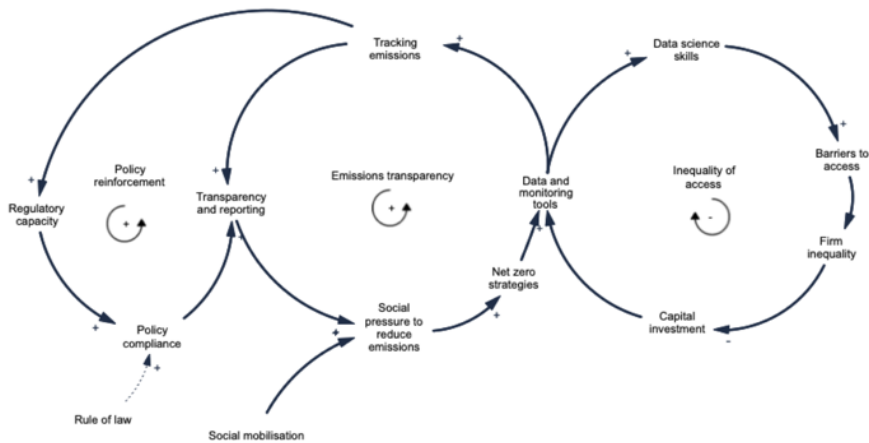 Tracking
emissions
Data science
skills
Barriers to
access
Policy
reinforcement
Emissions transparency
Inequality of
access
Regulatory
capacity
Transparency
and reporting
Data and
monitoring
tools
Firm
inequality
Net zero
strategies
Policy
compliance
Social
pressure to
reduce
emissions
Capital
investment
Rule of law
Social mobilisation
+
+
+
+
+
+
+
+
+
+
+
+
+
+
-
-